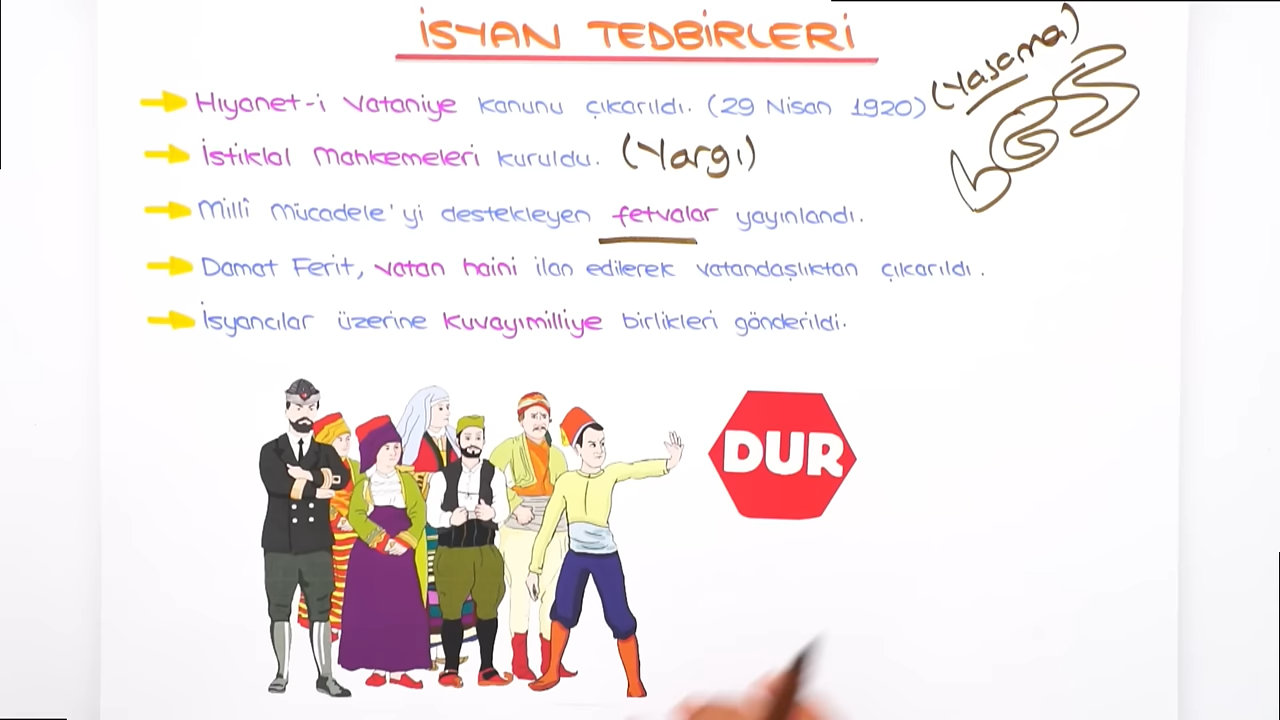 İSYAN TEDBİRLERİ
Hıyanet-i Vataniye kanunu çıkarıldı. (29 Nisan 1920) (Yasama)
İstiklal Mahkemeleri kuruldu. (Yargı)
Millî Mücadele'yi destekleyen fetvalar yayınlandı.
Damat Ferit, vatan haini ilan edilerek vatandaşlıktan çıkarıldı.
İsyancılar üzerine Kuvayımilliye birlikleri gönderildi.
DUR